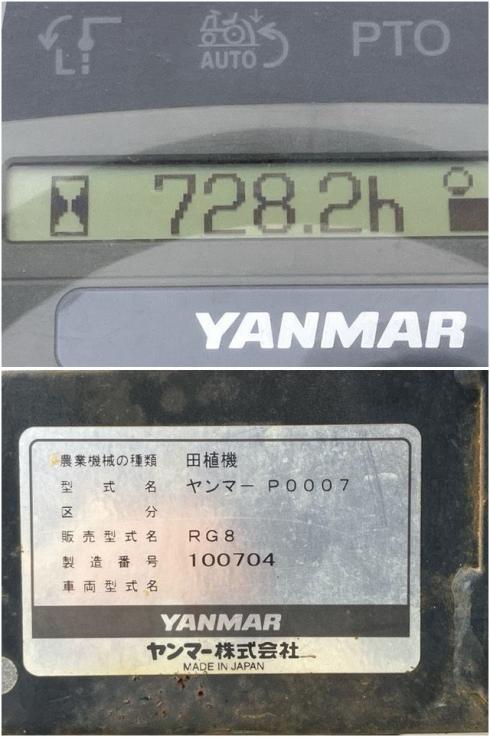 AUTO
PTO
728.2h
YANMAR
農業機械の種類 田植機
型式名 ヤンマー P0007
区分
販売型式名 RG8
製造番号 100704
車両型式名
YANMAR
ヤンマー株式会社
MADE IN JAPAN